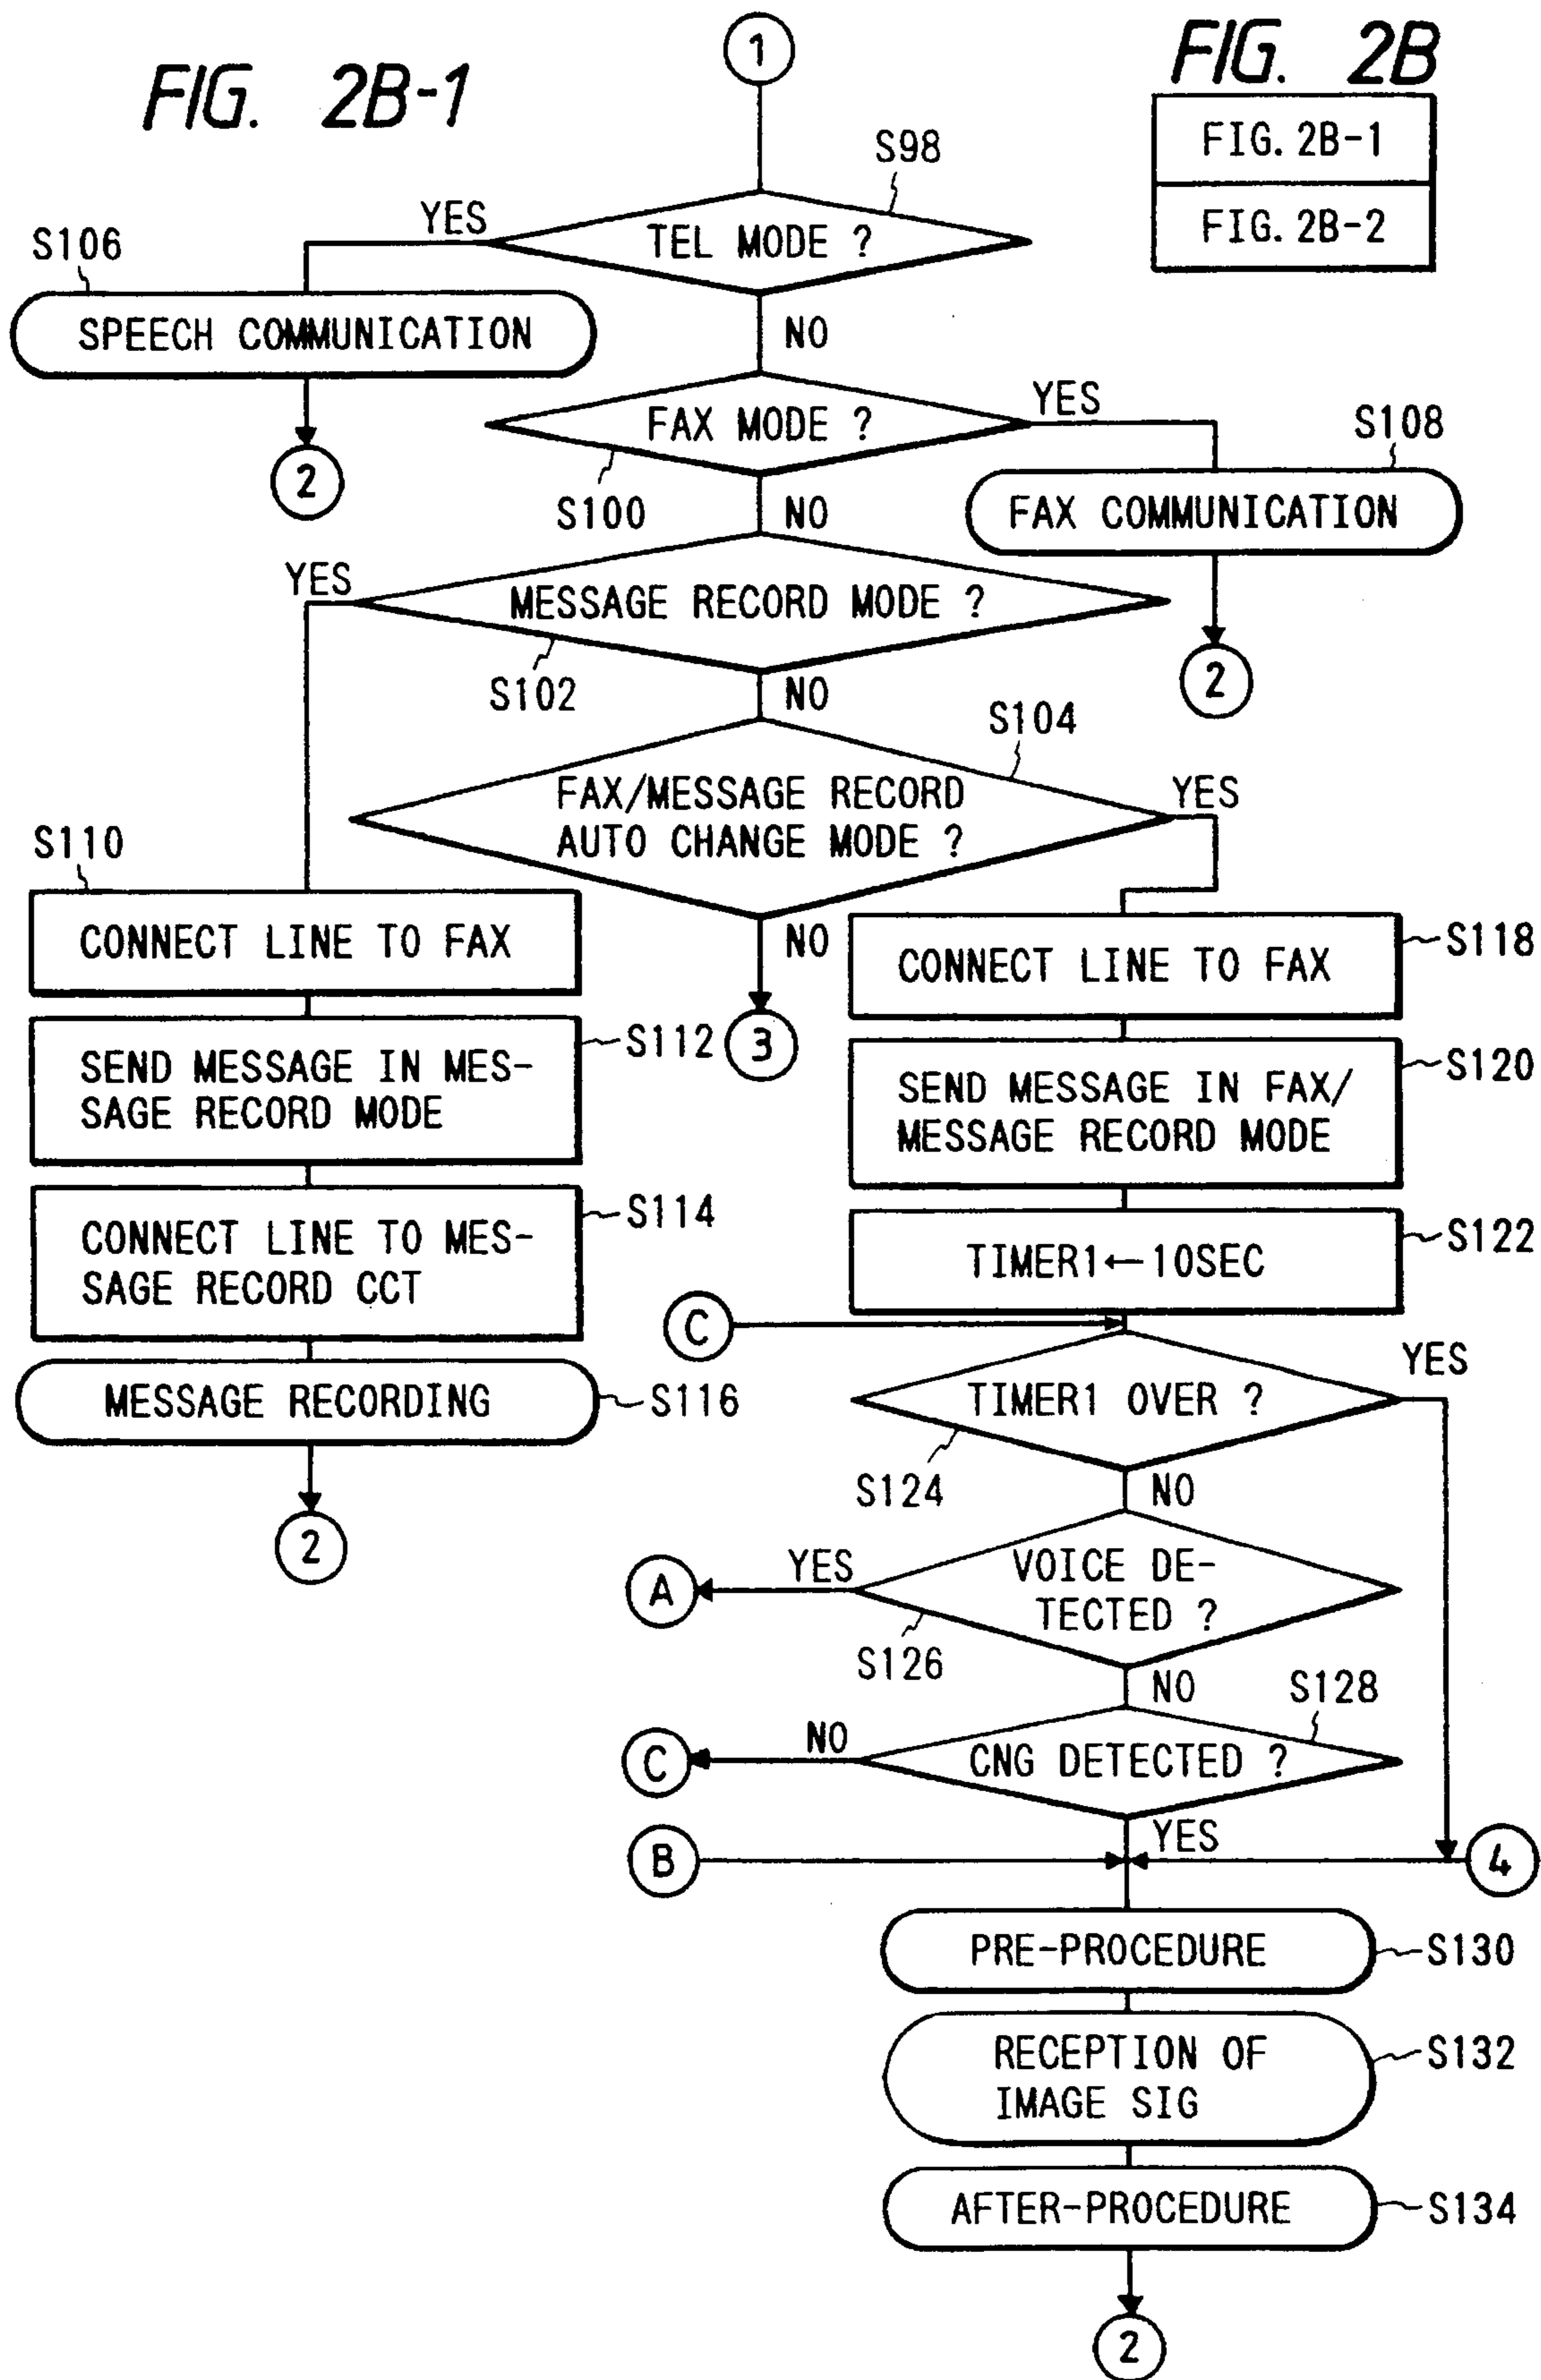 FIG. 2B-1
FIG. 2B
FIG. 2B-1
FIG. 2B-2
1
S98
TEL MODE ?
YES
NO
S106
SPEECH COMMUNICATION
2
FAX MODE ?
YES
S100
NO
S108
FAX COMMUNICATION
2
MESSAGE RECORD MODE ?
YES
S102
NO
S104
FAX/MESSAGE RECORD
AUTO CHANGE MODE ?
YES
NO
3
S110
CONNECT LINE TO FAX
SEND MESSAGE IN MES-
SAGE RECORD MODE
S112
CONNECT LINE TO MES-
SAGE RECORD CCT
S114
MESSAGE RECORDING
S116
2
CONNECT LINE TO FAX
S118
SEND MESSAGE IN FAX/
MESSAGE RECORD MODE
S120
TIMER1←10SEC
S122
C
TIMER1 OVER ?
YES
S124
NO
VOICE DE-
TECTED ?
YES
A
S126
NO
S128
CNG DETECTED ?
NO
C
YES
B
4
PRE-PROCEDURE
S130
RECEPTION OF
IMAGE SIG
S132
AFTER-PROCEDURE
S134
2